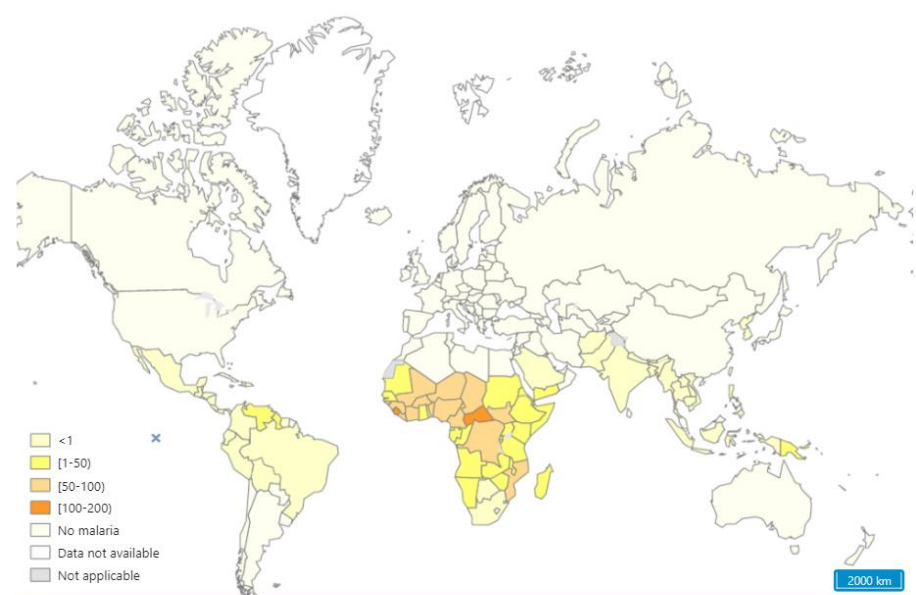 <1
[1-50)
[50-100)
[100-200)
No malaria
Data not available
Not applicable
2000 km